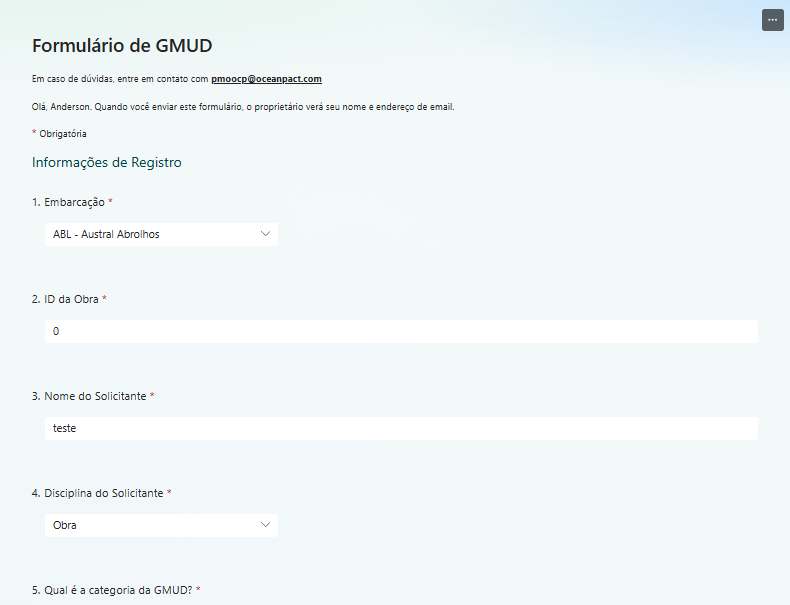 Formulário de GMUD
Em caso de dúvidas, entre em contato com pmoocp@oceanpact.com
Olá, Anderson. Quando você enviar este formulário, o proprietário verá seu nome e endereço de email.
* Obrigatória
Informações de Registro
1. Embarcação *
ABL - Austral Abrolhos
2. ID da Obra *
0
3. Nome do Solicitante *
teste
4. Disciplina do Solicitante *
Obra
5. Qual é a categoria da GMUD? *